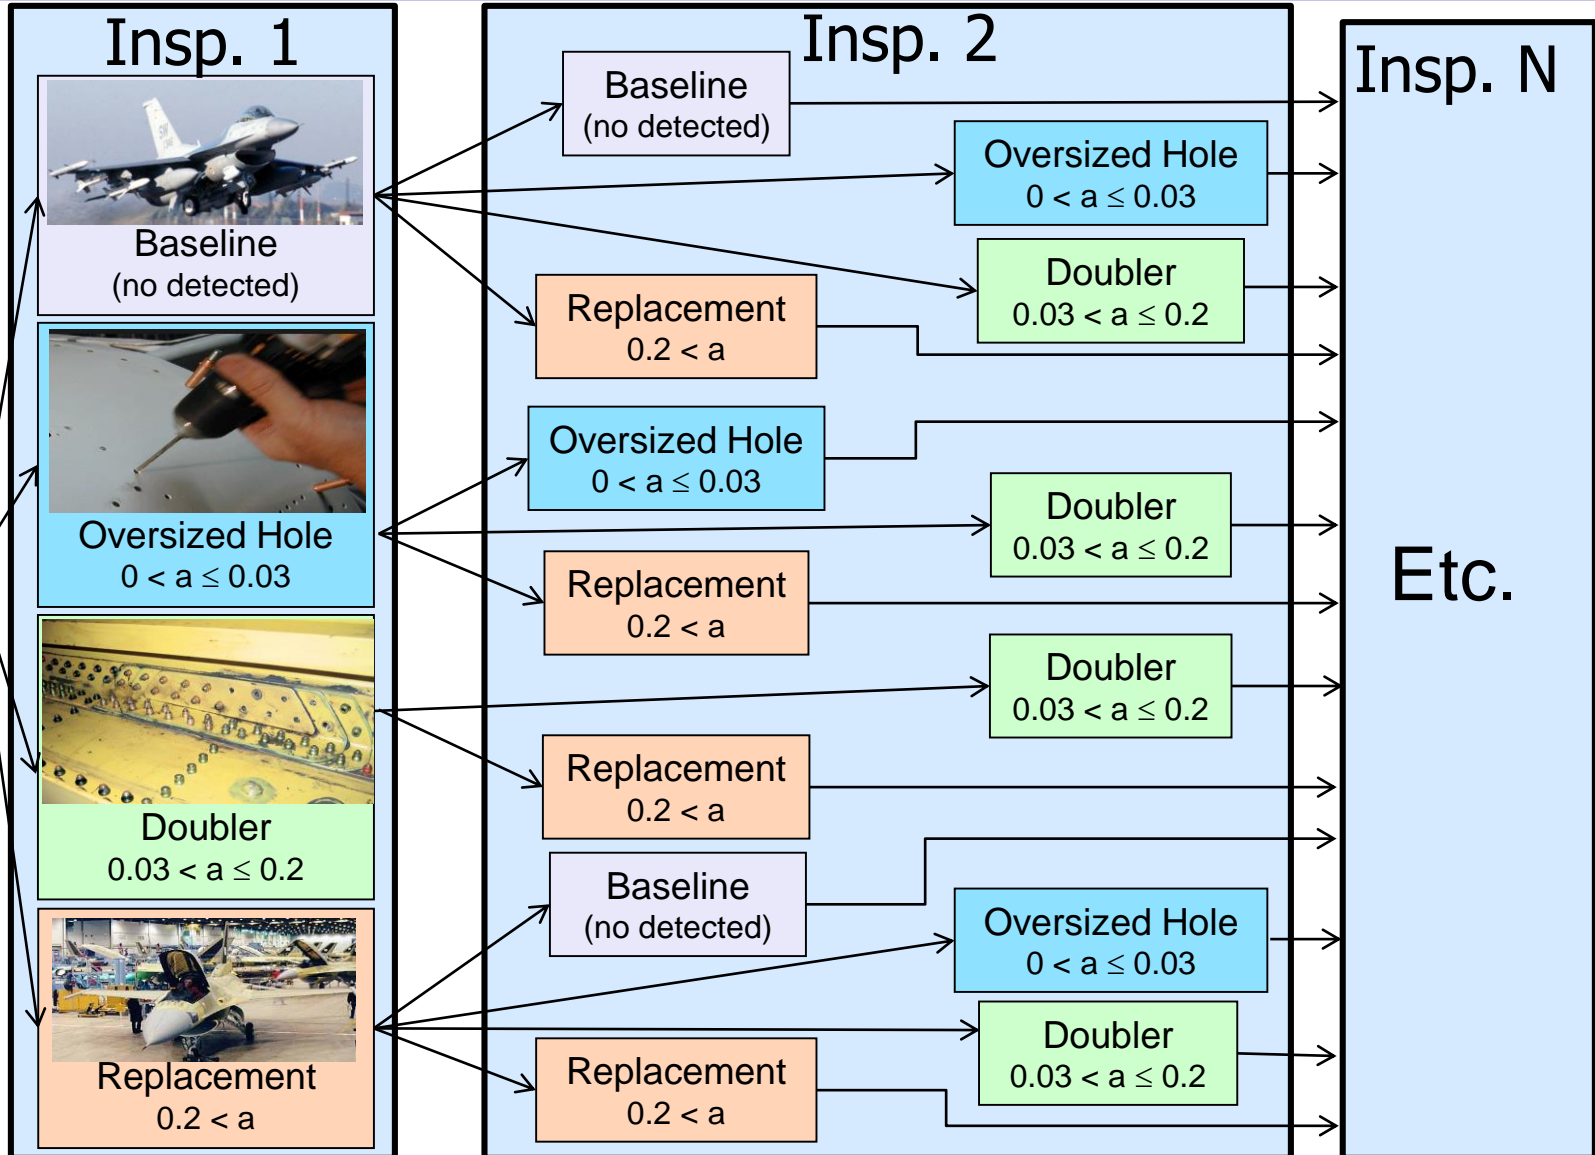 Insp. 1
Baseline
(no detected)
Oversized Hole
0 < a ≤ 0.03
Doubler
0.03 < a ≤ 0.2
Replacement
0.2 < a
Insp. 2
Baseline
(no detected)
Oversized Hole
0 < a ≤ 0.03
Doubler
0.03 < a ≤ 0.2
Replacement
0.2 < a
Oversized Hole
0 < a ≤ 0.03
Doubler
0.03 < a ≤ 0.2
Replacement
0.2 < a
Doubler
0.03 < a ≤ 0.2
Replacement
0.2 < a
Baseline
(no detected)
Oversized Hole
0 < a ≤ 0.03
Doubler
0.03 < a ≤ 0.2
Replacement
0.2 < a
Insp. N
Etc.